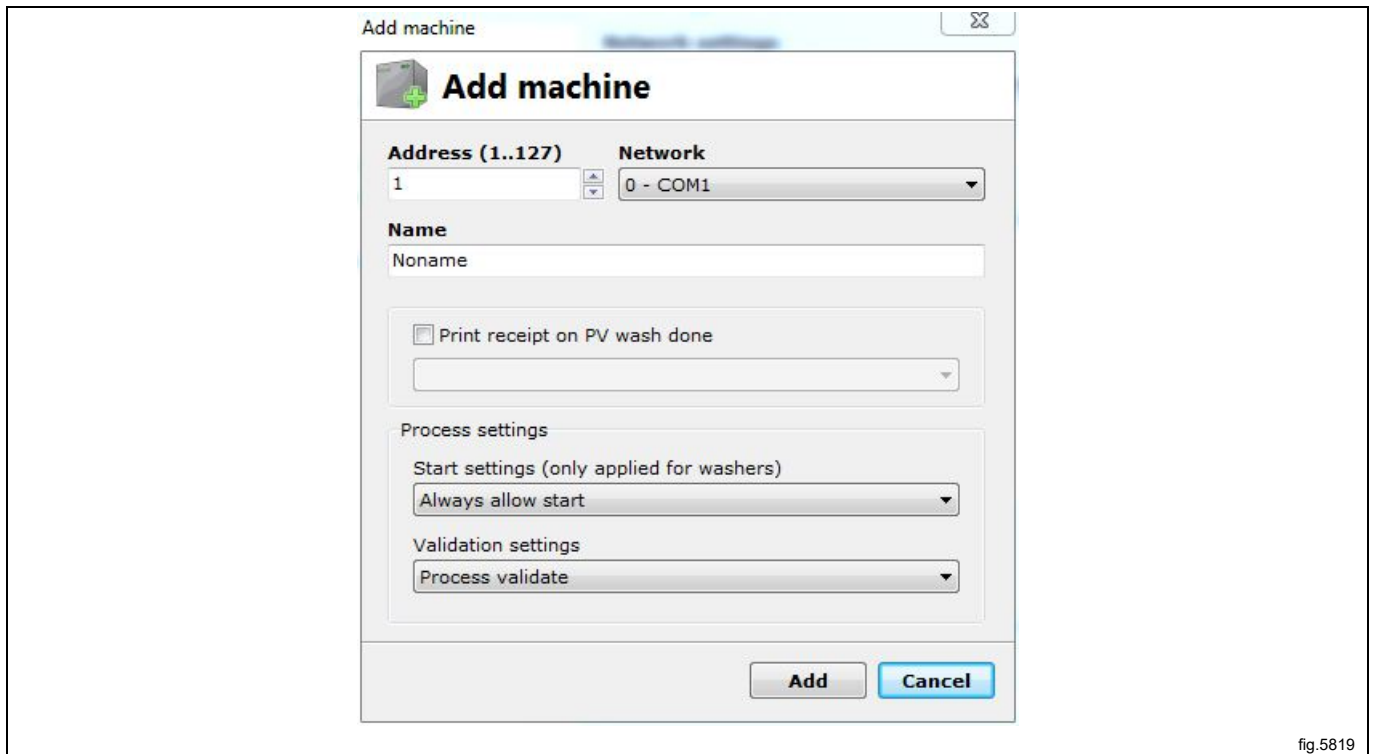 Add machine
Network settings
Add machine
Address (1..127) Network
1 0 - COM1
Name
Noname
Print receipt on PV wash done
Process settings
Start settings (only applied for washers)
Always allow start
Validation settings
Process validate
Add Cancel
fig.5819